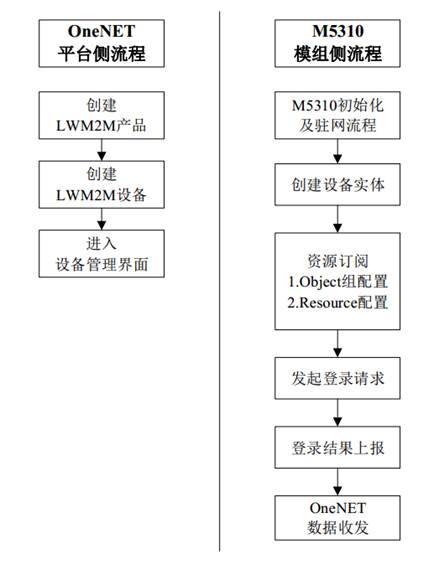 OneNET
平台侧流程
创建
LWM2M产品
创建
LWM2M设备
进入
设备管理界面
M5310
模组侧流程
M5310初始化
及驻网流程
创建设备实体
资源订阅
1.Object组配置
2.Resource配置
发起登录请求
登录结果上报
OneNET
数据收发